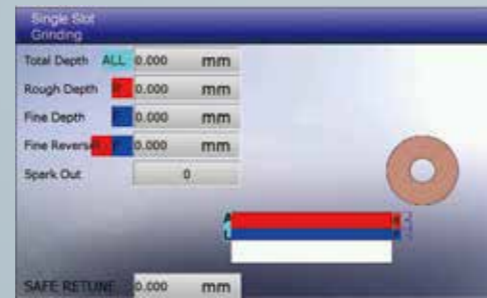 Single Slot
Grinding
Total Depth ALL 0.000 mm
Rough Depth R 0.000 mm
Fine Depth F 0.000 mm
Fine Reverse 0.000 mm
Spark Out 0
A
L
SAFE RETUNE 0.000 mm